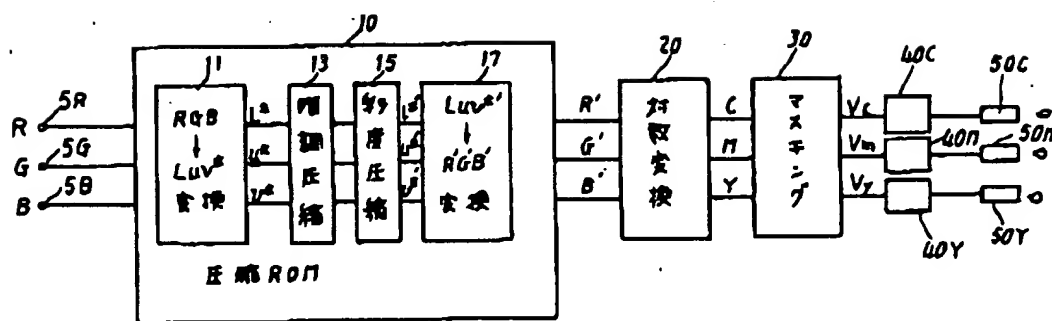 10
11
13
15
17
20
30
40C
50C
R
5R
G
5G
B
5B
RGB
↓
Luv*
変換
L*
u*
v*
階調圧縮
彩度圧縮
L*'
u*'
v*'
Luv*'
↓
R'G'B'
変換
圧縮ROM
R'
G'
B'
対数変換
C
M
Y
マスキング
Vc
Vm
Vy
40M
50M
40Y
50Y